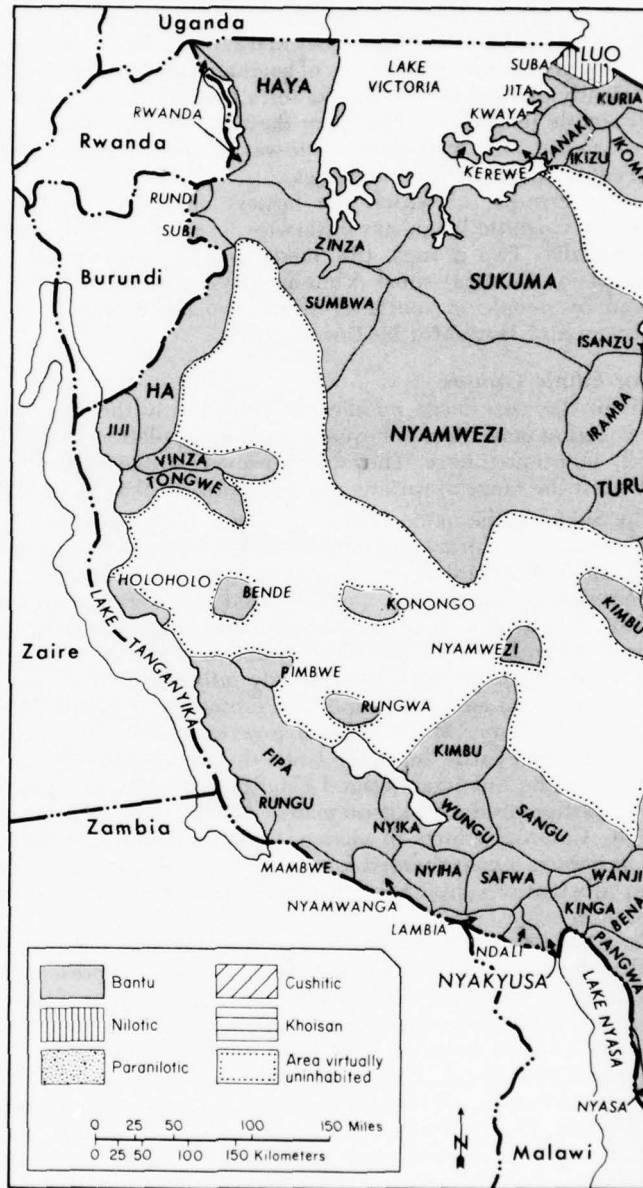 Uganda
LUO
SUBA
LAKE
VICTORIA
HAYA
JITA
KURIA
KWAYA
RWANDA
ZANAKI
IKOMA
Rwanda
IKIZU
KEREWE
RUNDI
SUBI
ZINZA
SUKUMA
Burundi
SUMBWA
ISANZU
HA
IRAMBA
JIJI
NYAMWEZI
VINZA
TONGWE
TURU
HOLOHOLO
BENDE
KONONGO
KIMBU
LAKE TANGANYIKA
NYAMWEZI
Zaire
PIMBWE
RUNGWA
KIMBU
FIPA
RUNGU
WUNGU
SANGU
Zambia
NYIKA
MAMBWE
NYIHA
SAFWA
WANJI
NYAMWANGA
KINGA
BENA
LAMBIA
NDALI
PANGWA
NYAKYUSA
LAKE NYASA
NYASA
Malawi
Bantu
Cushitic
Nilotic
Khoisan
Paranilotic
Area virtually
uninhabited
0 50 100 150 Miles
0 25 50 100 150 Kilometers
N